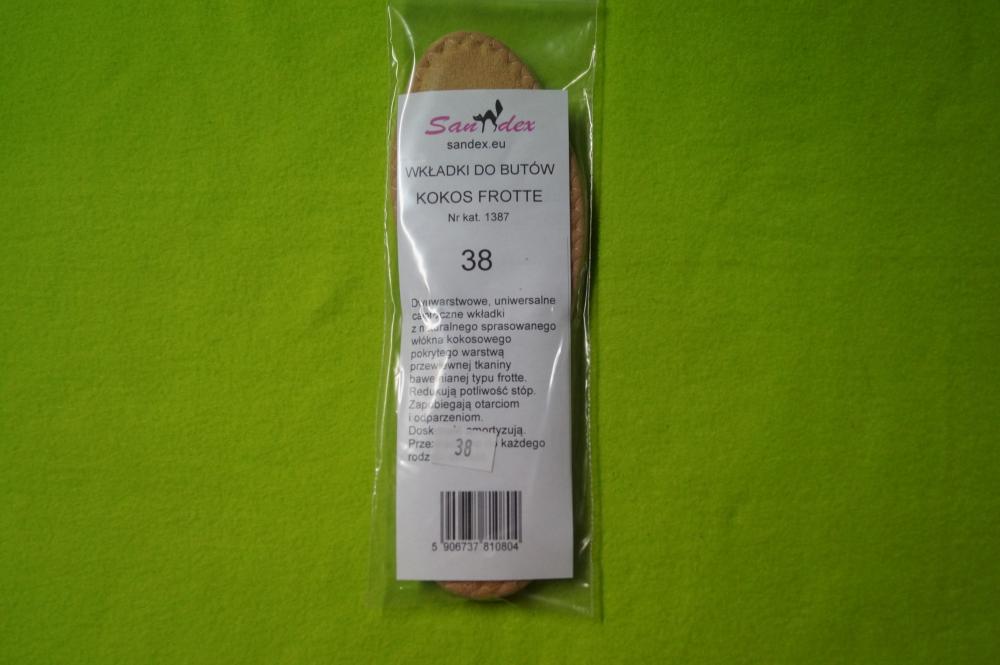 Sandex
sandex.eu
WKŁADKI DO BUTÓW
KOKOS FROTTE
Nr kat. 1387
38
Dwuwarstwowe, uniwersalne
całoroczne wkładki
z naturalnego sprasowanego
włókna kokosowego
pokrytego warstwą
przewiewnej tkaniny
bawełnianej typu frotte.
Redukują potliwość stóp.
Zapobiegają otarciom
i odparzeniom.
amortyzują.
każdego
38
5 906737 810804